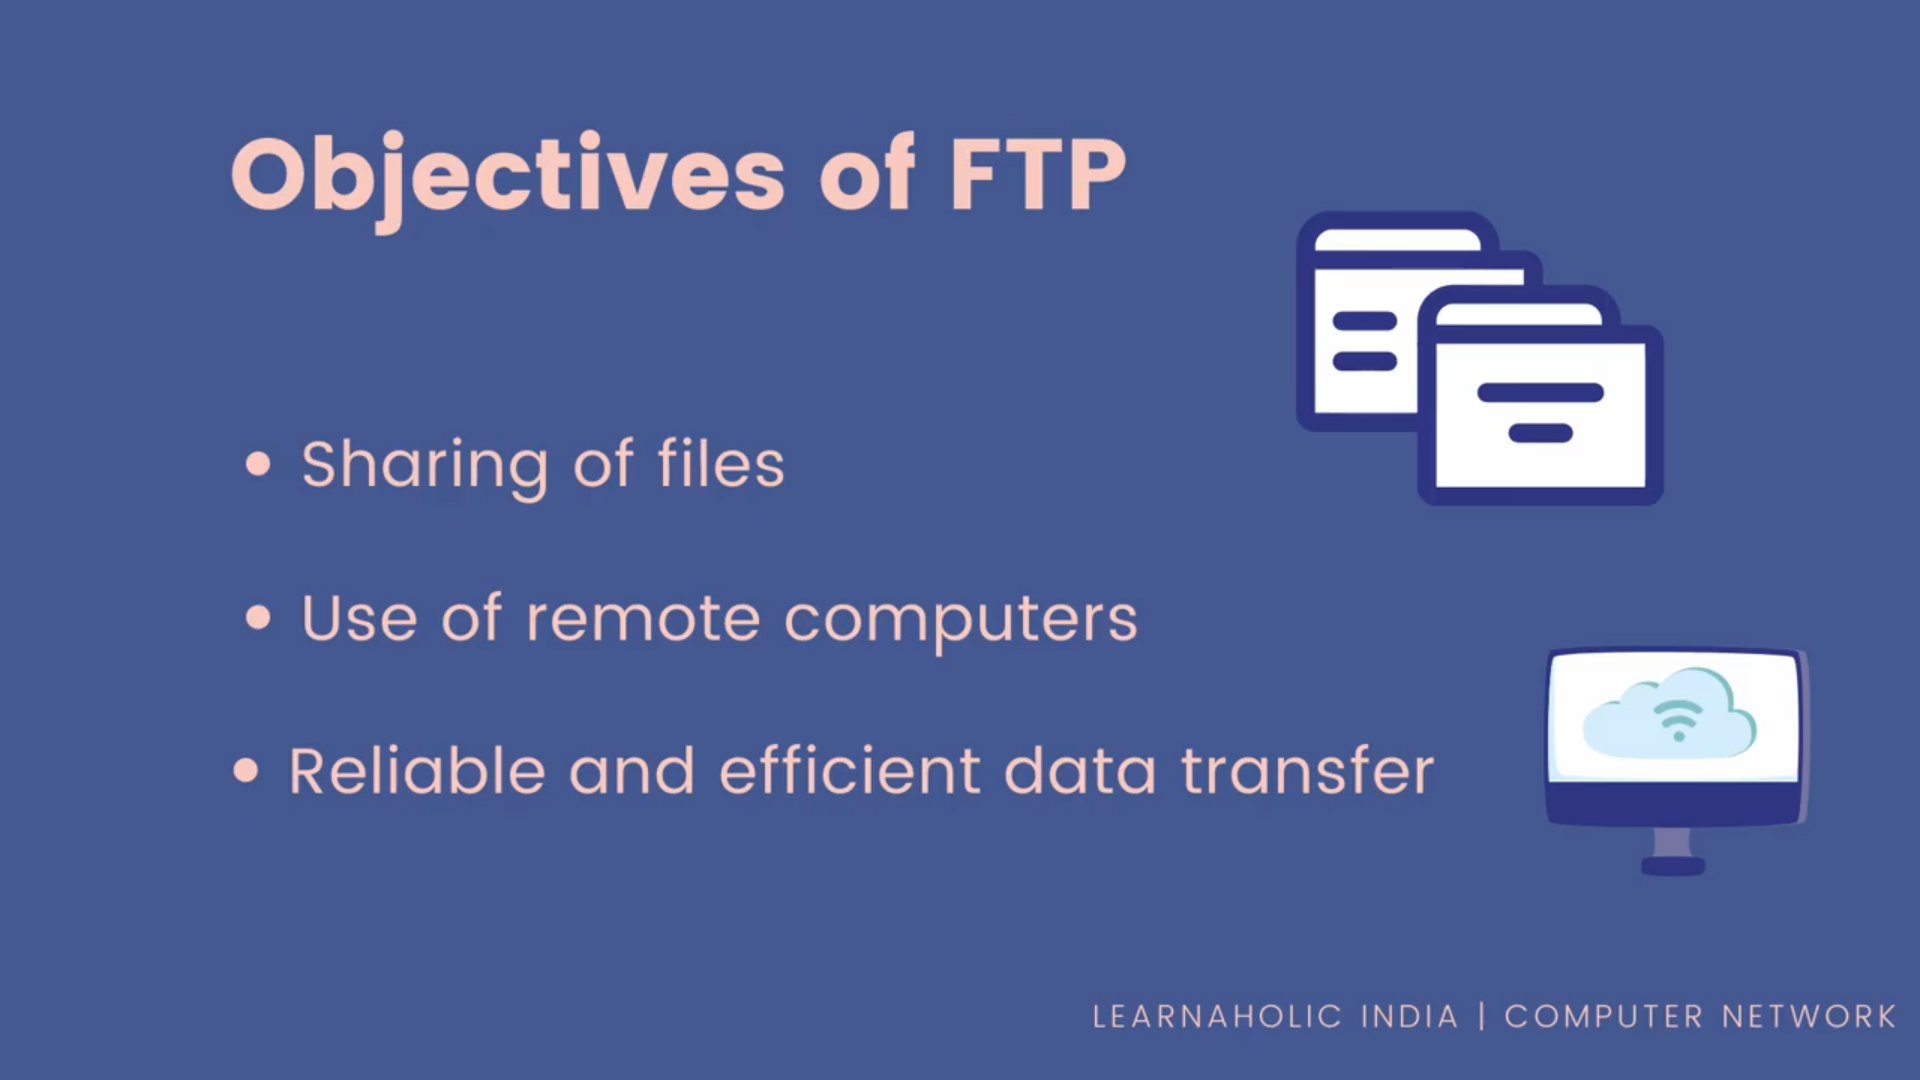 Objectives of FTP
• Sharing of files
• Use of remote computers
• Reliable and efficient data transfer
LEARNAHOLIC INDIA | COMPUTER NETWORK